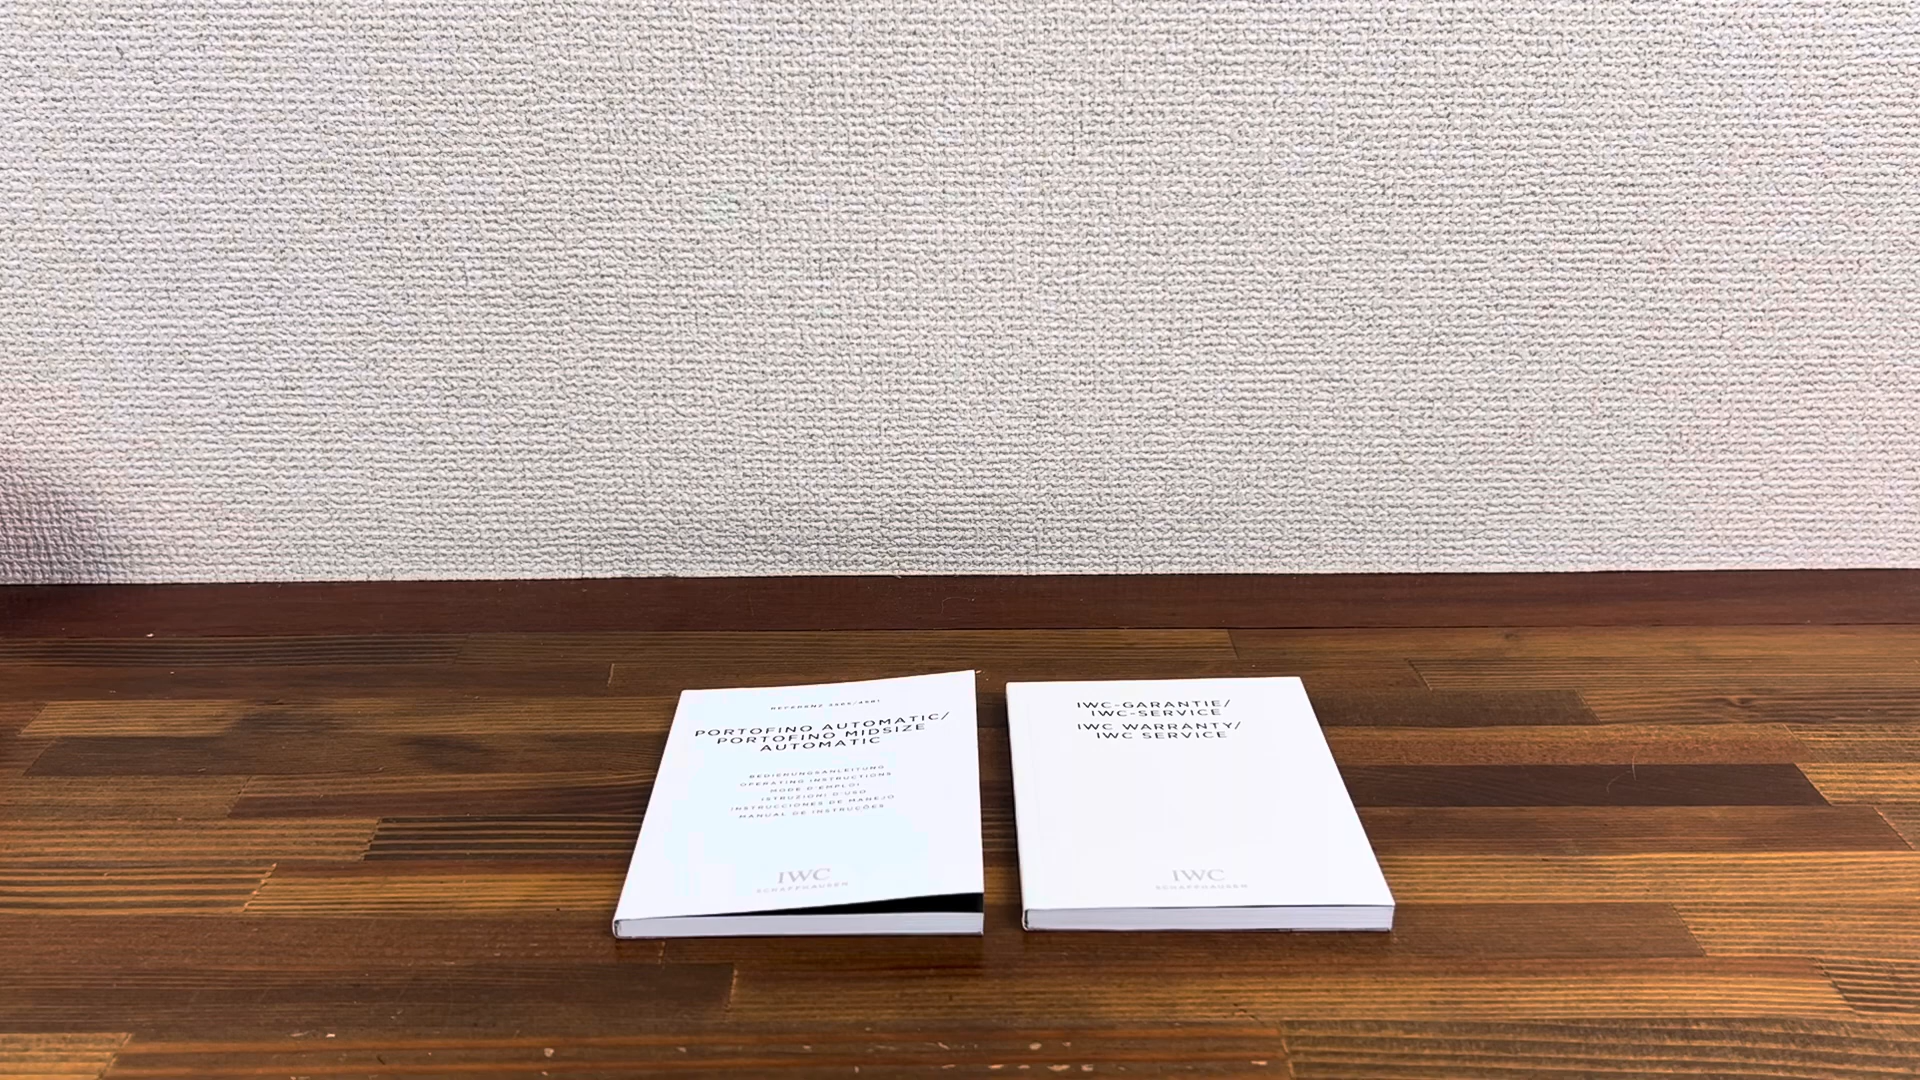 REFERENZ
PORTOFINO AUTOMATIC/
PORTOFINO MIDSIZE
AUTOMATIC
BEDIENUNGSANLEITUNG
OPERATING INSTRUCTIONS
MODE D'EMPLOI
ISTRUZIONI D'USO
INSTRUCCIONES DE MANEJO
MANUAL DE INSTRUÇÕES
IWC
SCHAFFHAUSEN
IWC-GARANTIE/
IWC-SERVICE
IWC WARRANTY/
IWC SERVICE
IWC
SCHAFFHAUSEN